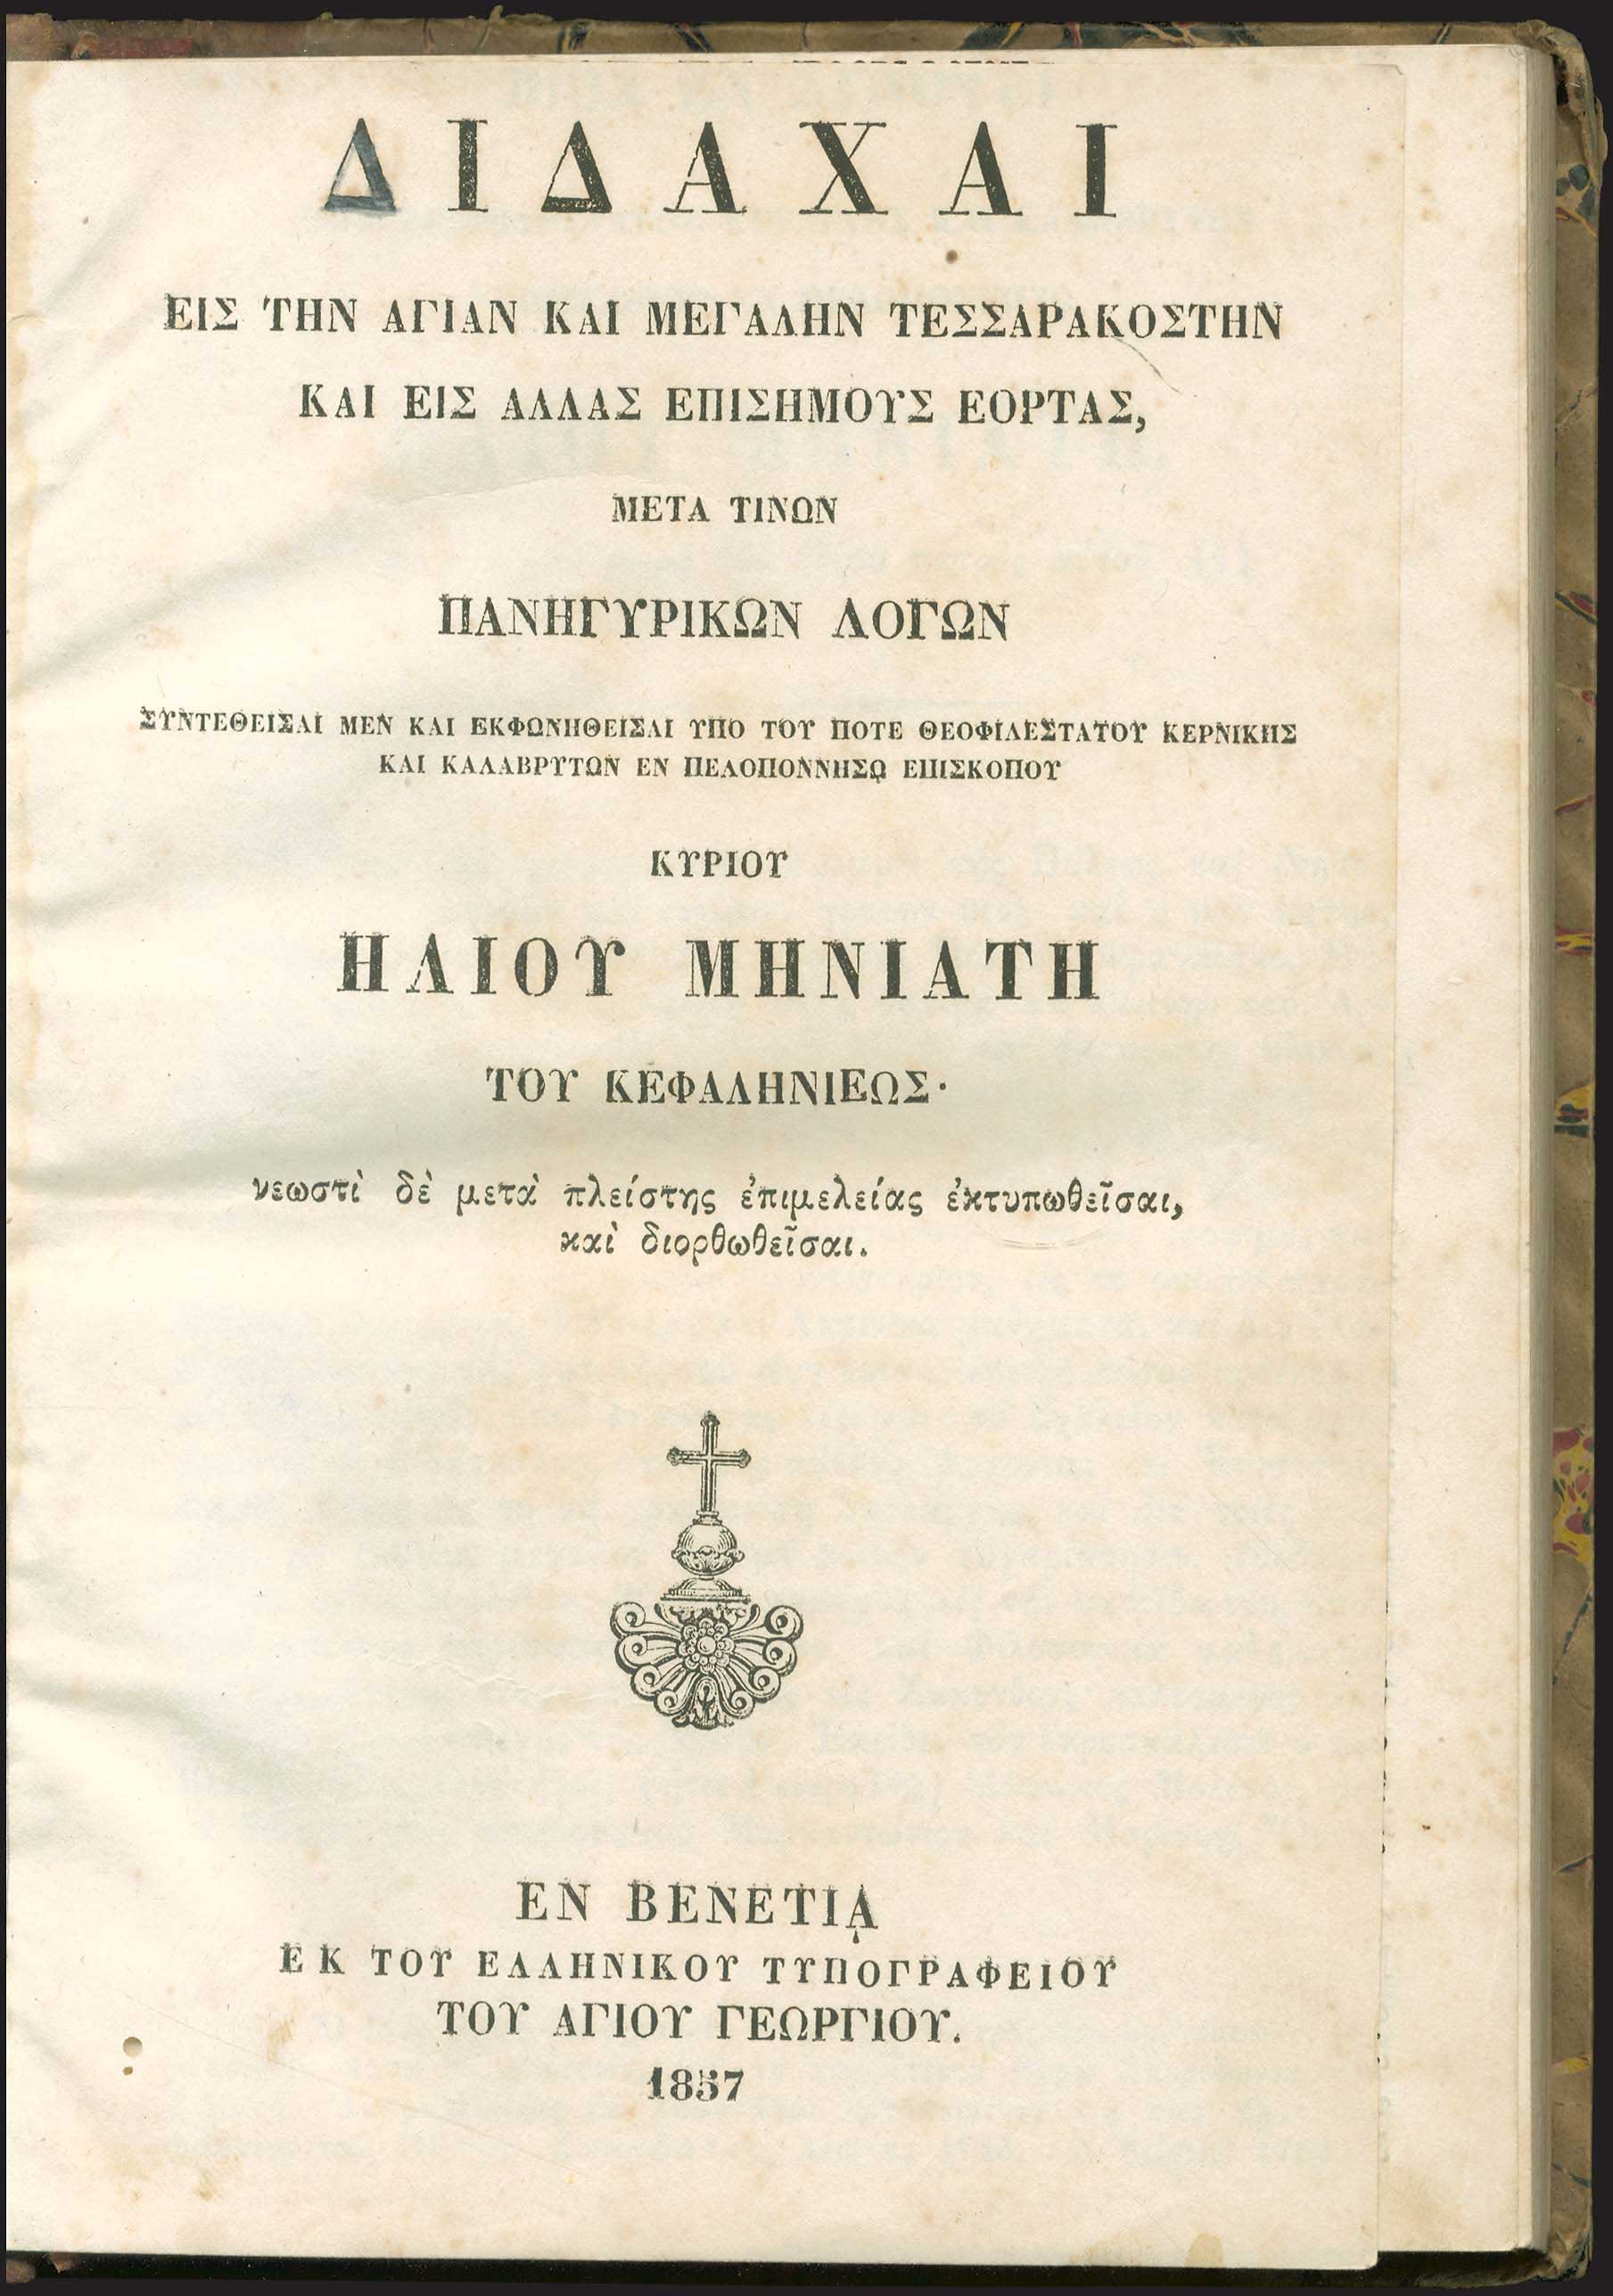 ΔΙΔΑΧΑΙ
ΕΙΣ ΤΗΝ ΑΓΙΑΝ ΚΑΙ ΜΕΓΑΛΗΝ ΤΕΣΣΑΡΑΚΟΣΤΗΝ
ΚΑΙ ΕΙΣ ΑΛΛΑΣ ΕΠΙΣΗΜΟΥΣ ΕΟΡΤΑΣ,
ΜΕΤΑ ΤΙΝΩΝ
ΠΑΝΗΓΥΡΙΚΩΝ ΛΟΓΩΝ
ΣΥΝΤΕΘΕΙΣΑΙ ΜΕΝ ΚΑΙ ΕΚΦΩΝΗΘΕΙΣΑΙ ΥΠΟ ΤΟΥ ΠΟΤΕ ΘΕΟΦΙΛΕΣΤΑΤΟΥ ΚΕΡΝΙΚΗΣ
ΚΑΙ ΚΑΛΑΒΡΥΤΩΝ ΕΝ ΠΕΛΟΠΟΝΝΗΣῼ ΕΠΙΣΚΟΠΟΥ
ΚΥΡΙΟΥ
ΗΛΙΟΥ ΜΗΝΙΑΤΗ
ΤΟΥ ΚΕΦΑΛΗΝΙΕΩΣ·
νεωστὶ δὲ μετὰ πλείστης ἐπιμελείας ἐκτυπωθεῖσαι,
καὶ διορθωθεῖσαι.
ΕΝ ΒΕΝΕΤΙᾼ
ΕΚ ΤΟΥ ΕΛΛΗΝΙΚΟΥ ΤΥΠΟΓΡΑΦΕΙΟΥ
ΤΟΥ ΑΓΙΟΥ ΓΕΩΡΓΙΟΥ.
1857